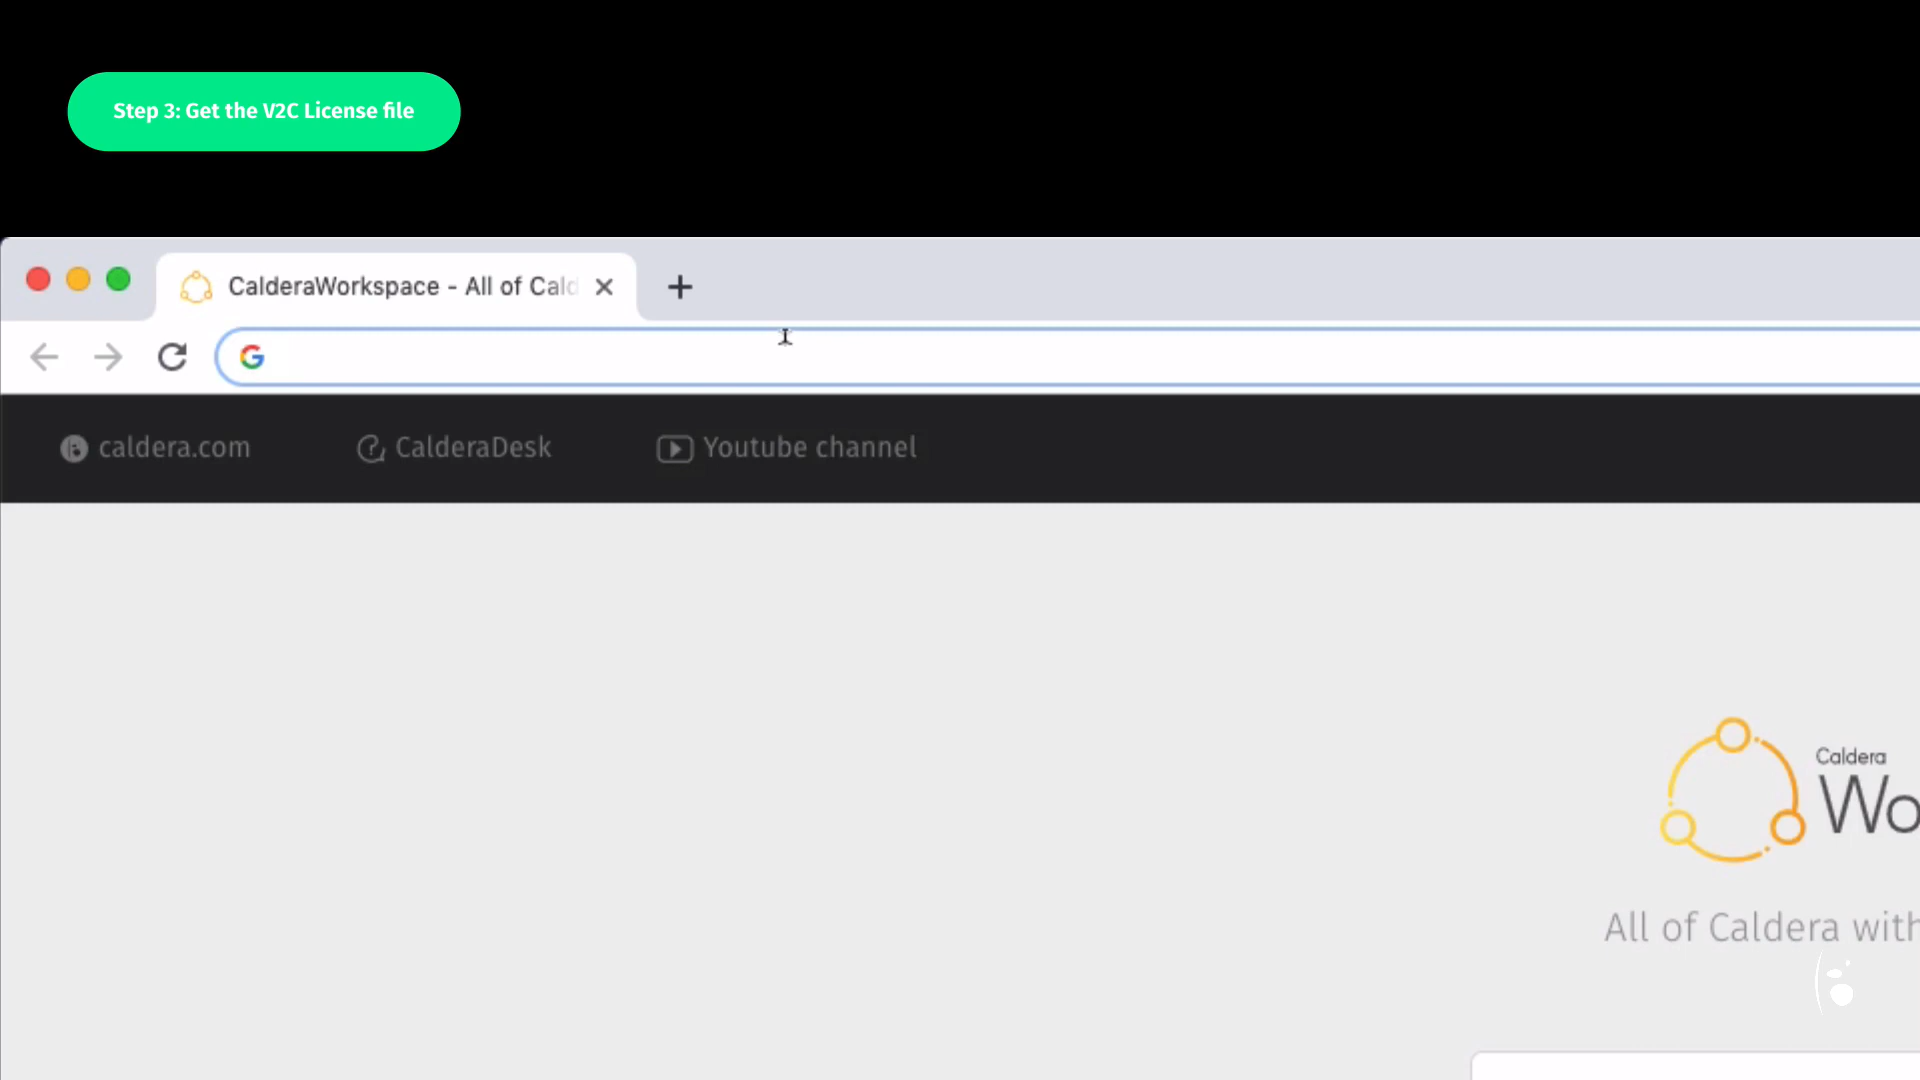 Step 3: Get the V2C License file
CalderaWorkspace - All of Cald
caldera.com
CalderaDesk
Youtube channel
Caldera
Wo
All of Caldera with